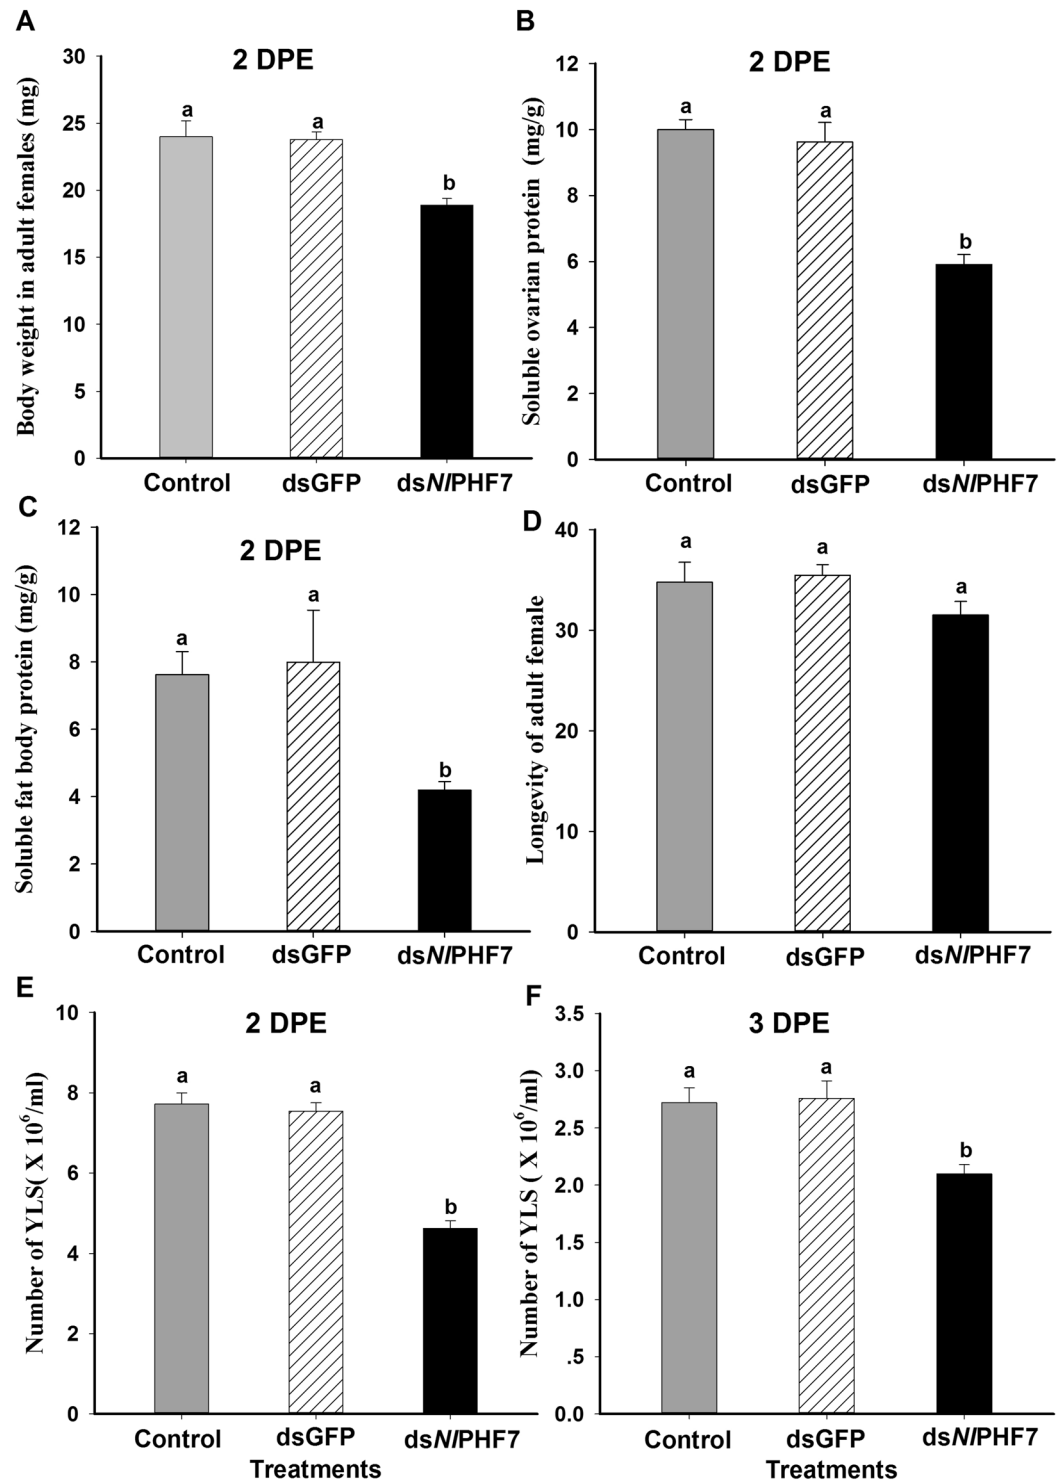 A
2 DPE
Body weight in adult females (mg)
30
25
20
15
10
5
0
a
a
b
Control
dsGFP
dsNlPHF7
B
2 DPE
Soluble ovarian protein (mg/g)
12
10
8
6
4
2
0
a
a
b
Control
dsGFP
dsNlPHF7
C
2 DPE
Soluble fat body protein (mg/g)
12
10
8
6
4
2
0
a
a
b
Control
dsGFP
dsNlPHF7
D
Longevity of adult female
40
30
20
10
0
a
a
a
Control
dsGFP
dsNlPHF7
E
2 DPE
Number of YLS( X 10⁶/ml)
10
8
6
4
2
0
a
a
b
Control
dsGFP
dsNlPHF7
Treatments
F
3 DPE
Number of YLS ( X 10⁶/ml)
3.5
3.0
2.5
2.0
1.5
1.0
.5
0.0
a
a
b
Control
dsGFP
dsNlPHF7
Treatments